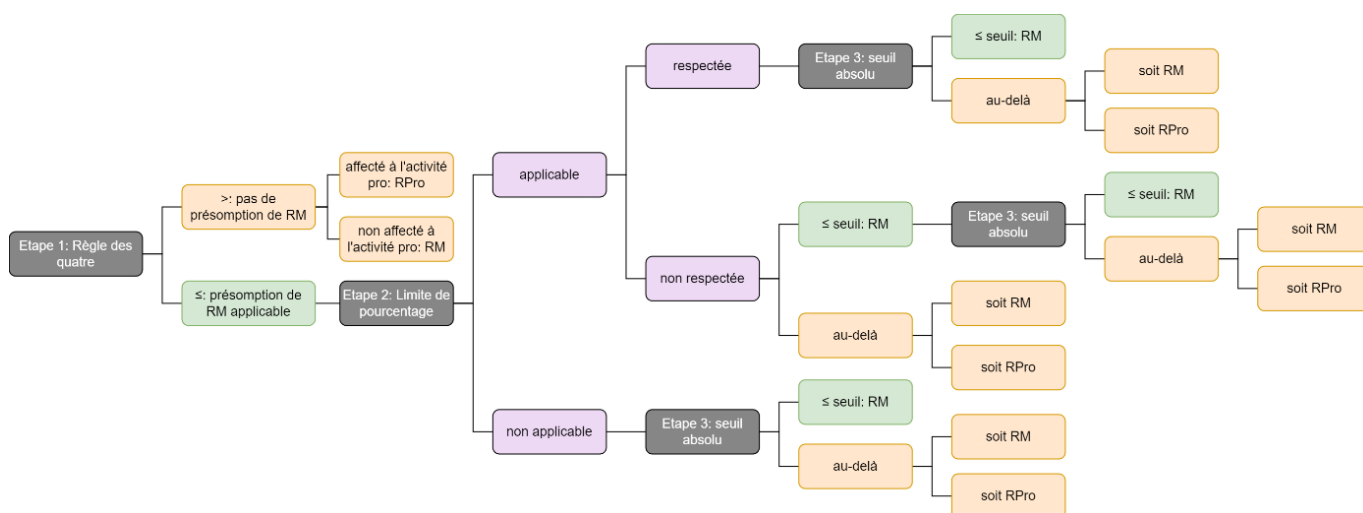 Etape 1: Règle des
quatre
>: pas de
présomption de RM
affecté à l'activité
pro: RPro
non affecté à
l'activité pro: RM
≤: présomption de
RM applicable
Etape 2: Limite de
pourcentage
applicable
respectée
Etape 3: seuil
absolu
≤ seuil: RM
au-delà
soit RM
soit RPro
non respectée
≤ seuil: RM
Etape 3: seuil
absolu
≤ seuil: RM
au-delà
soit RM
soit RPro
au-delà
soit RM
soit RPro
non applicable
Etape 3: seuil
absolu
≤ seuil: RM
au-delà
soit RM
soit RPro